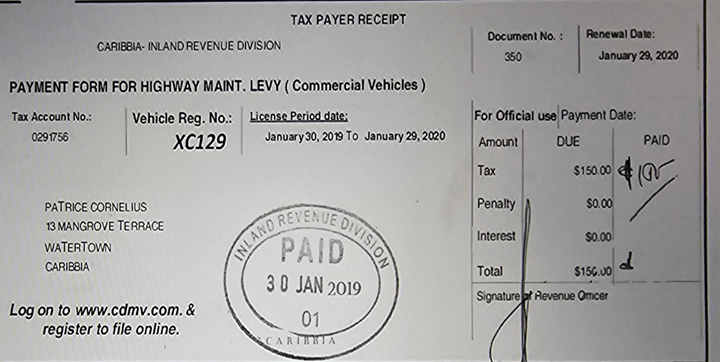 TAX PAYER RECEIPT
CARIBBIA- INLAND REVENUE DIVISION
Document No. :
350
Renewal Date:
January 29, 2020
PAYMENT FORM FOR HIGHWAY MAINT. LEVY ( Commercial Vehicles )
Tax Account No.:
0291756
Vehicle Reg. No.:
XC129
License Period date:
January 30, 2019 To January 29, 2020
For Official use Payment Date:
Amount DUE PAID
Tax $150.00
Penalty $0.00
Interest $0.00
Total $150.00
Signature of Revenue Officer
PATRICE CORNELIUS
13 MANGROVE TERRACE
WATERTOWN
CARIBBIA
INLAND REVENUE DIVISION
PAID
30 JAN 2019
01
CARIBBIA
Log on to www.cdmv.com. &
register to file online.